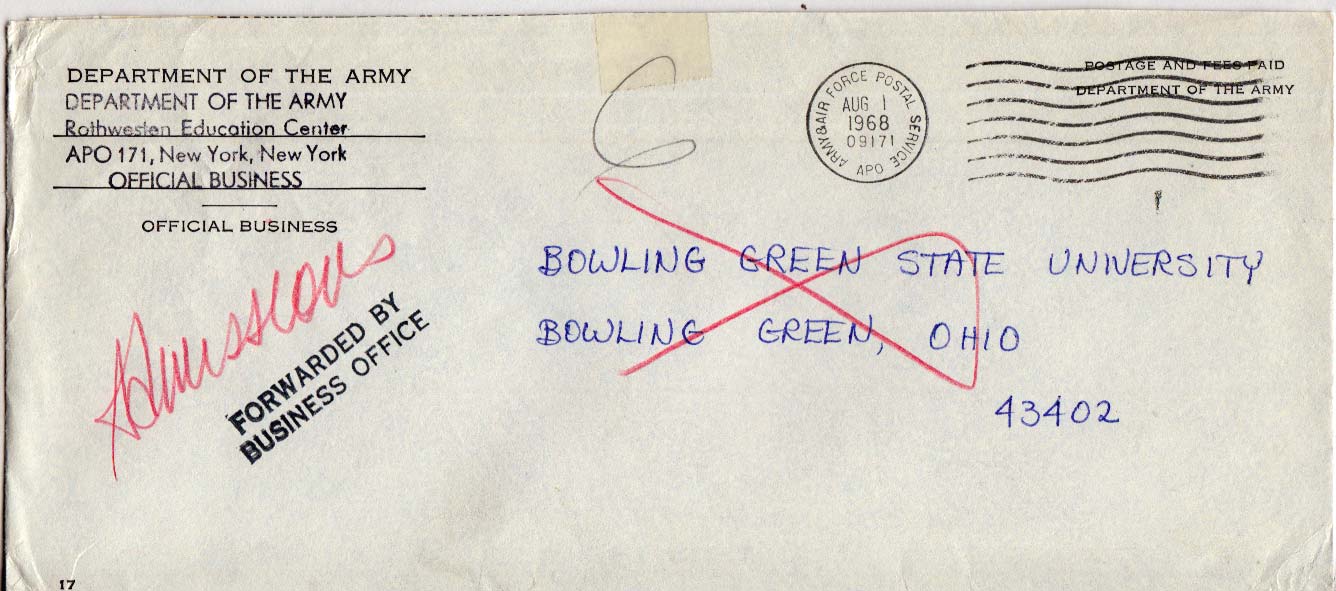 DEPARTMENT OF THE ARMY
DEPARTMENT OF THE ARMY
Rothwesten Education Center
APO 171, New York, New York
OFFICIAL BUSINESS
OFFICIAL BUSINESS
ARMY & AIR FORCE POSTAL SERVICE
AUG 1
1968
09171
APO
POSTAGE AND FEES PAID
DEPARTMENT OF THE ARMY
BOWLING GREEN STATE UNIVERSITY
BOWLING GREEN, OHIO
43402
Admissions
FORWARDED BY
BUSINESS OFFICE
17